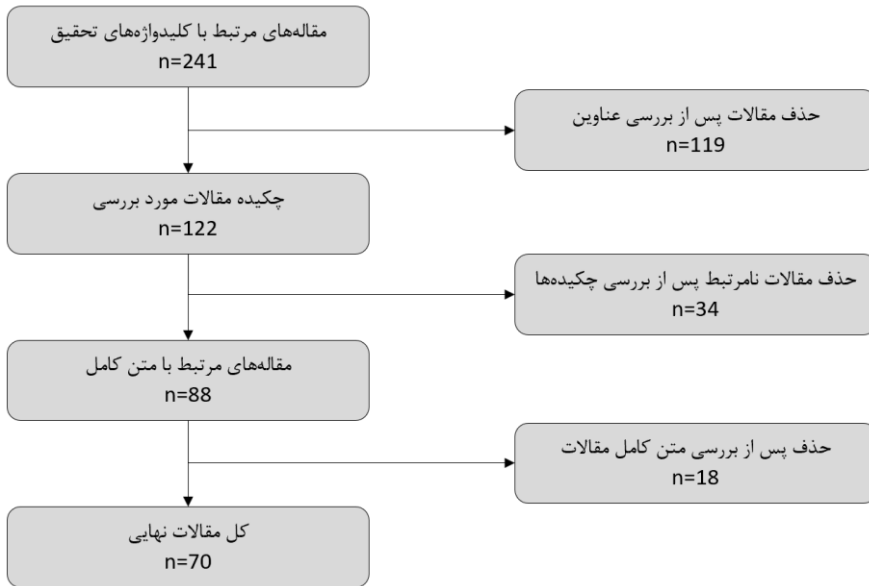 مقاله‌های مرتبط با کلیدواژه‌های تحقیق
n=241
حذف مقالات پس از بررسی عناوین
n=119
چکیده مقالات مورد بررسی
n=122
حذف مقالات نامرتبط پس از بررسی چکیده‌ها
n=34
مقاله‌های مرتبط با متن کامل
n=88
حذف پس از بررسی متن کامل مقالات
n=18
کل مقالات نهایی
n=70